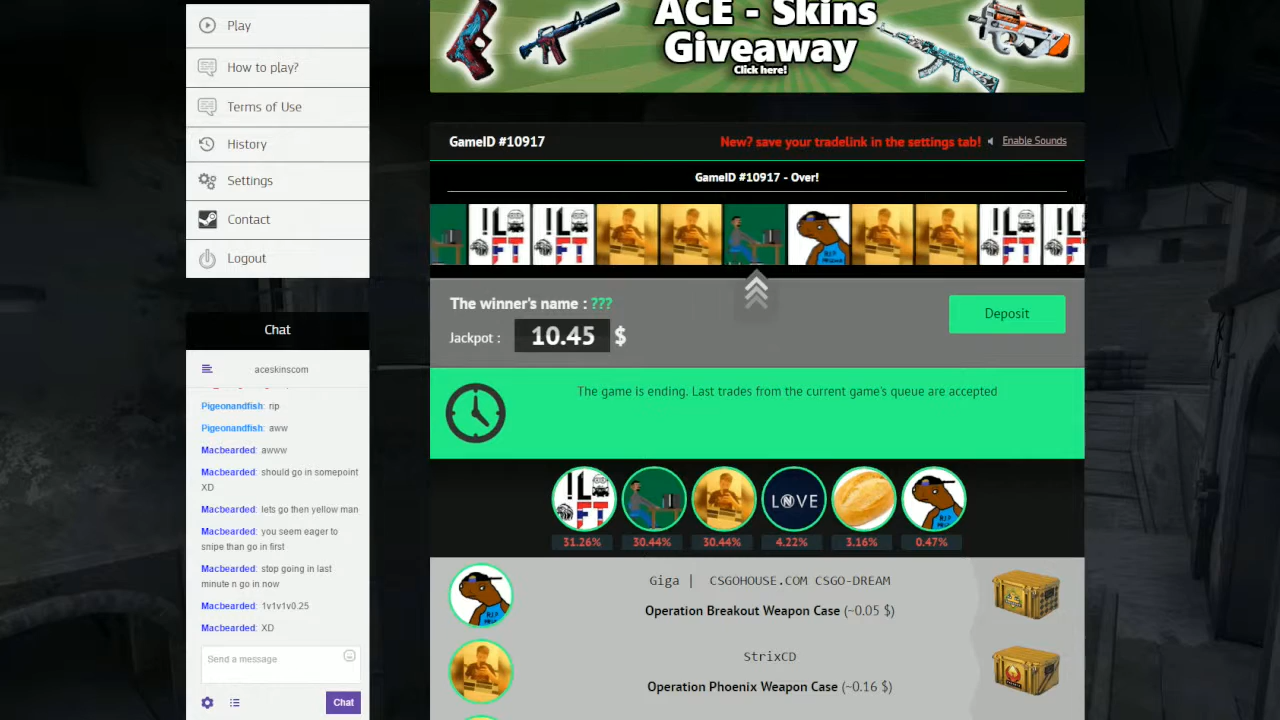 Play
How to play?
Terms of Use
History
Settings
Contact
Logout
Chat
aceskinscom
Pigeonandfish: rip
Pigeonandfish: aww
Macbearded: awww
Macbearded: should go in somepoint
XD
Macbearded: lets go then yellow man
Macbearded: you seem eager to
snipe than go in first
Macbearded: stop going in last
minute n go in now
Macbearded: 1v1v1v0.25
Macbearded: XD
Send a message
Chat
ACE - Skins
Giveaway
Click here!
GameID #10917
New? save your tradelink in the settings tab!
Enable Sounds
GameID #10917 - Over!
The winner's name : ???
Jackpot :
10.45 $
Deposit
The game is ending. Last trades from the current game's queue are accepted
LOVE
31.26%
30.44%
30.44%
4.22%
3.16%
0.47%
Giga | CSGOHOUSE.COM CSGO-DREAM
Operation Breakout Weapon Case (~0.05 $)
StrixCD
Operation Phoenix Weapon Case (~0.16 $)